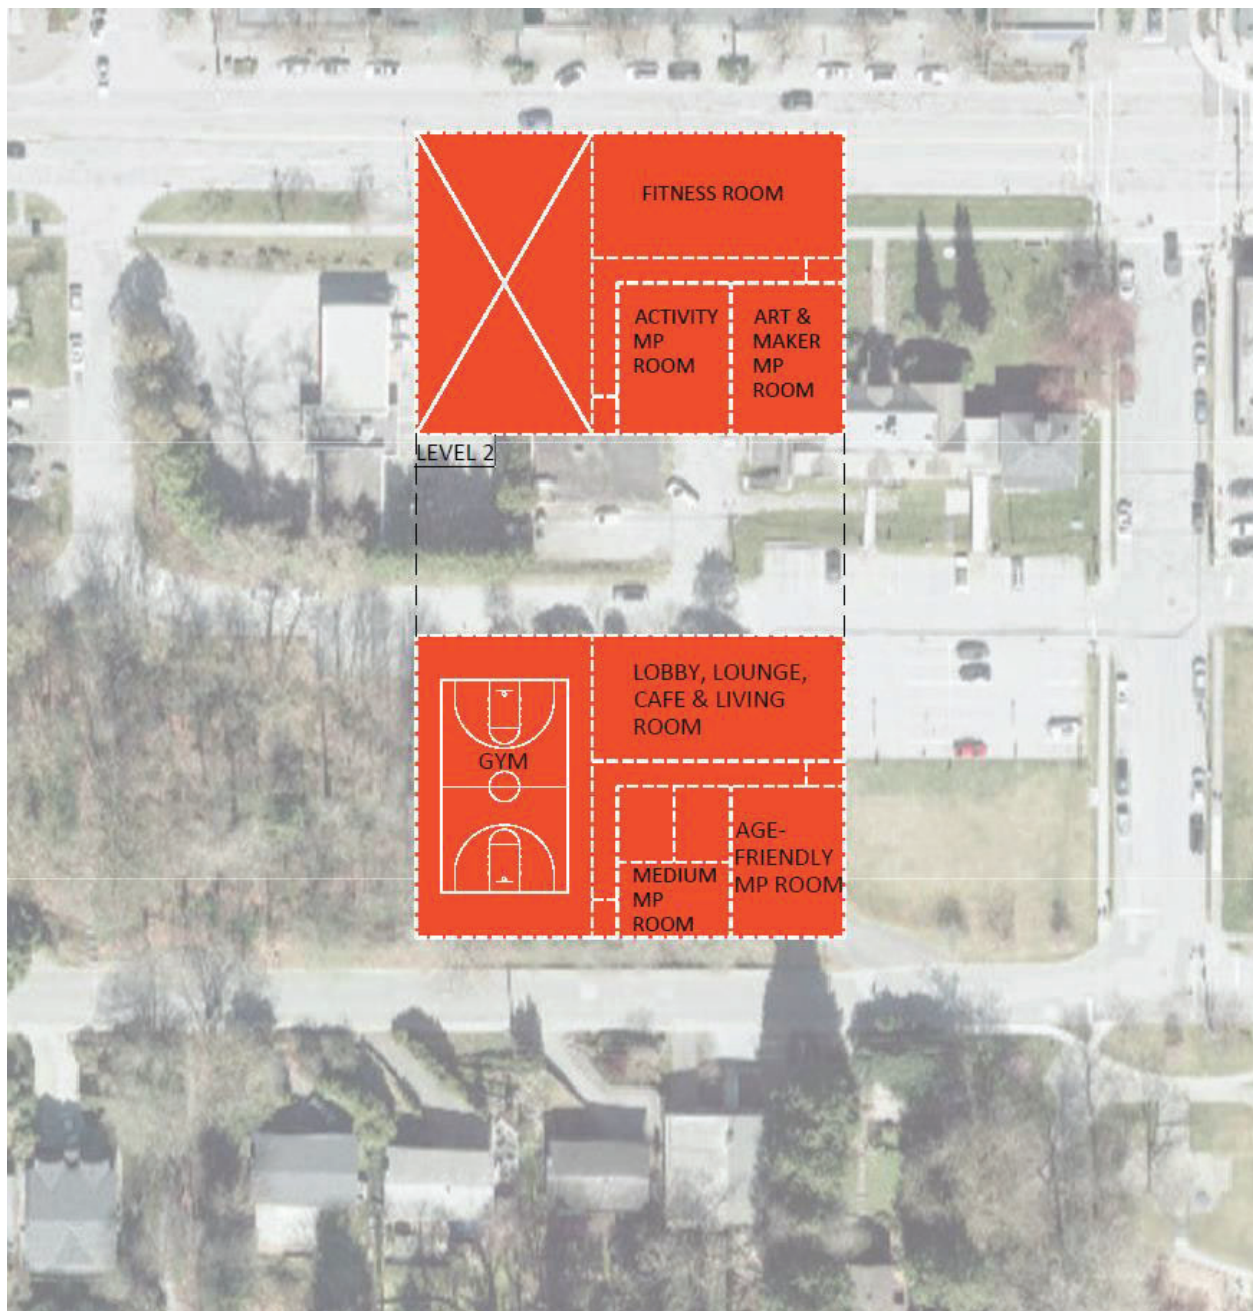 FITNESS ROOM
ACTIVITY
MP
ROOM
ART &
MAKER
MP
ROOM
LEVEL 2
LOBBY, LOUNGE,
CAFE & LIVING
ROOM
GYM
AGE-
FRIENDLY
MP ROOM
MEDIUM
MP
ROOM